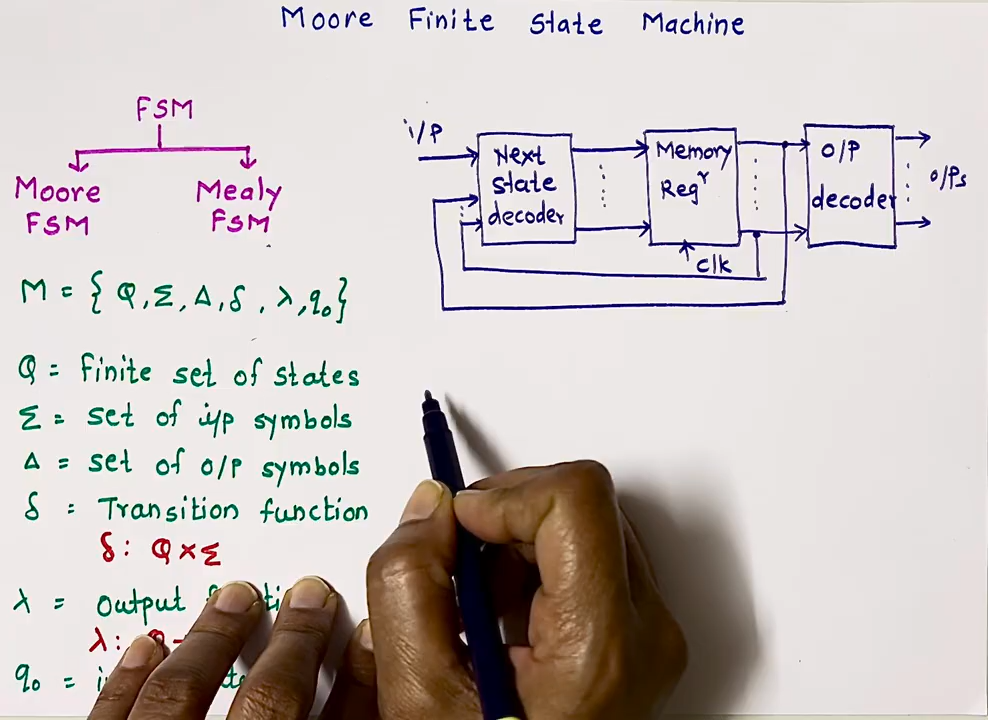 Moore Finite State Machine
FSM
Moore FSM
Mealy FSM
M = { Q, Σ, Δ, δ, λ, q₀ }
Q = Finite set of states
Σ = set of i/p symbols
Δ = set of O/P symbols
δ = Transition function
δ: Q × Σ
λ = output
λ: Q
q₀ =
i/P
Next
state
decoder
Memory
Regʳ
clk
O/P
decoder
O/Ps